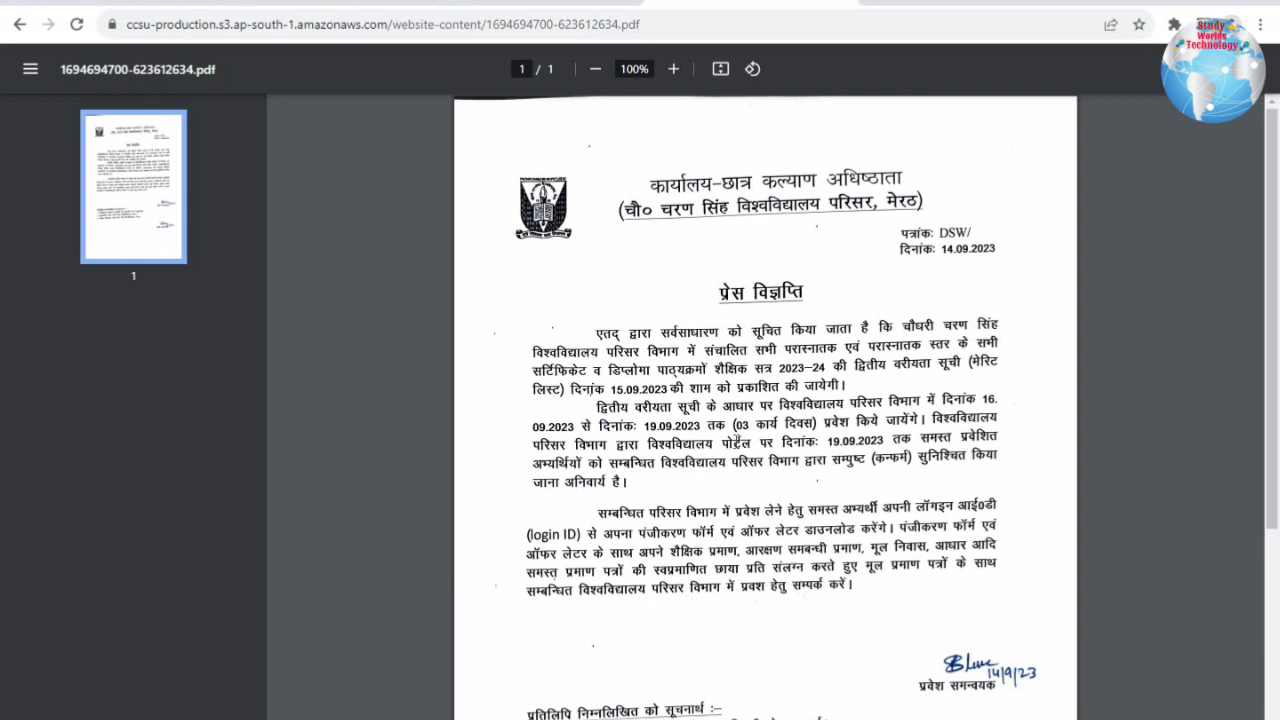 ccsu-production.s3.ap-south-1.amazonaws.com/website-content/1694694700-623612634.pdf
Study
Worlds
Technology
1694694700-623612634.pdf
1 / 1
100%
1
कार्यालय-छात्र कल्याण अधिष्ठाता
(चौ० चरण सिंह विश्वविद्यालय परिसर, मेरठ)
पत्रांकः DSW/
दिनांकः 14.09.2023
प्रेस विज्ञप्ति
एतद् द्वारा सर्वसाधारण को सूचित किया जाता है कि चौधरी चरण सिंह
विश्वविद्यालय परिसर विभाग में संचालित सभी परास्नातक एवं परास्नातक स्तर के सभी
सर्टिफिकेट व डिप्लोमा पाठ्यक्रमों शैक्षिक सत्र 2023-24 की द्वितीय वरीयता सूची (मेरिट
लिस्ट) दिनांक 15.09.2023 की शाम को प्रकाशित की जायेगी।
द्वितीय वरीयता सूची के आधार पर विश्वविद्यालय परिसर विभाग में दिनांक 16.
09.2023 से दिनांकः 19.09.2023 तक (03 कार्य दिवस) प्रवेश किये जायेंगे। विश्वविद्यालय
परिसर विभाग द्वारा विश्वविद्यालय पोर्ट्रल पर दिनांकः 19.09.2023 तक समस्त प्रवेशित
अभ्यर्थियों को सम्बन्धित विश्वविद्यालय परिसर विभाग द्वारा सम्पुष्ट (कन्फर्म) सुनिश्चित किया
जाना अनिवार्य है।
सम्बन्धित परिसर विभाग में प्रवेश लेने हेतु समस्त अभ्यर्थी अपनी लॉगइन आई0डी
(login ID) से अपना पंजीकरण फॉर्म एवं ऑफर लेटर डाउनलोड करेंगे। पंजीकरण फॉर्म एवं
ऑफर लेटर के साथ अपने शैक्षिक प्रमाण, आरक्षण समबन्धी प्रमाण, मूल निवास, आधार आदि
समस्त प्रमाण पत्रों की स्वप्रमाणित छाया प्रति संलग्न करते हुए मूल प्रमाण पत्रों के साथ
सम्बन्धित विश्वविद्यालय परिसर विभाग में प्रवश हेतु सम्पर्क करें।
14/9/23
प्रवेश समन्वयक
प्रतिलिपि निम्नलिखित को सूचनार्थ :-